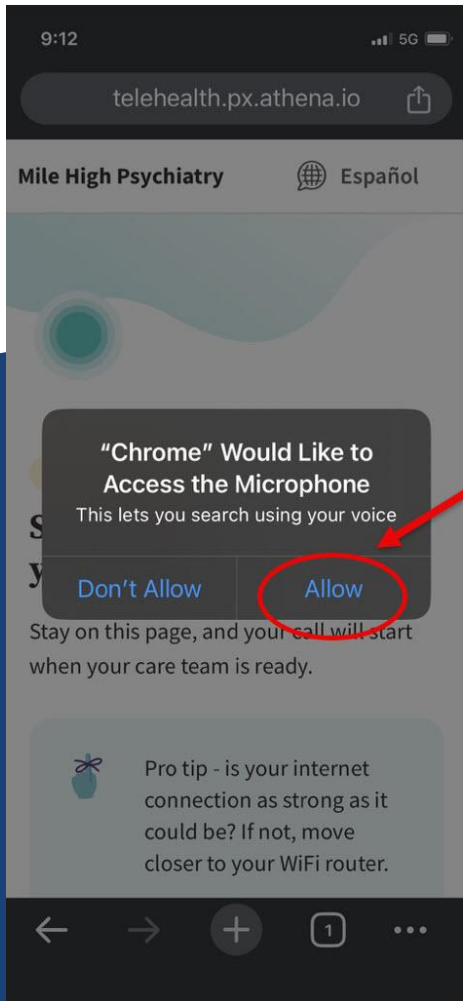 9:12
5G
telehealth.px.athena.io
Mile High Psychiatry
Español
"Chrome" Would Like to
Access the Microphone
This lets you search using your voice
S
y
Don't Allow
Allow
Stay on this page, and your call will start
when your care team is ready.
Pro tip - is your internet
connection as strong as it
could be? If not, move
closer to your WiFi router.
1